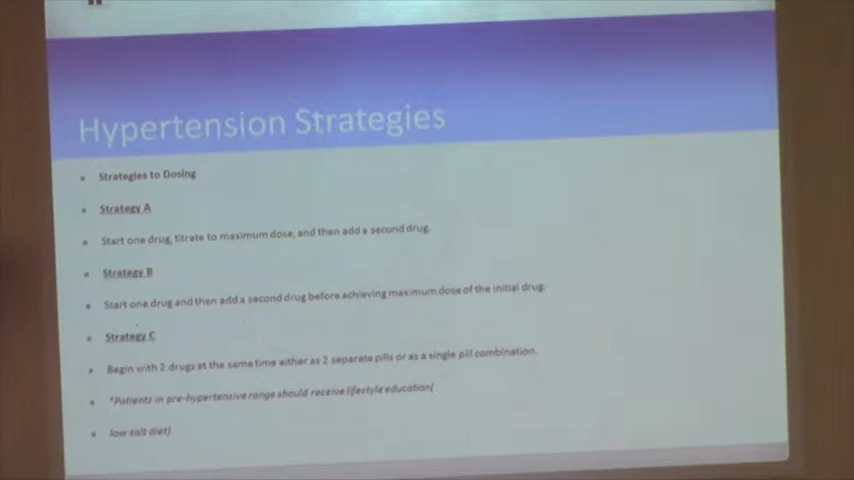 Hypertension Strategies
Strategies to Dosing
Strategy A
Start one drug, titrate to maximum dose, and then add a second drug.
Strategy B
Start one drug and then add a second drug before achieving maximum dose of the initial drug.
Strategy C
Begin with 2 drugs at the same time either as 2 separate pills or as a single pill combination.
*Patients in pre-hypertensive range should receive lifestyle education(
low salt diet)